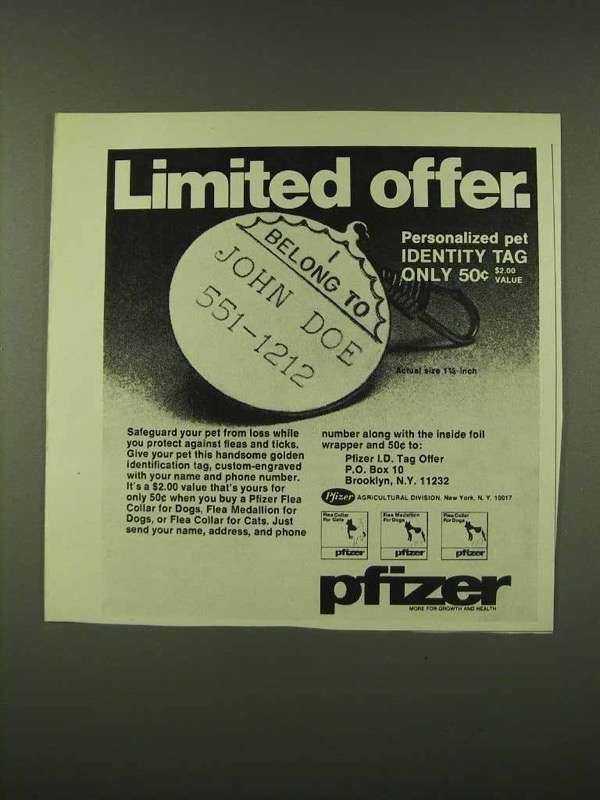 Limited offer.
Personalized pet
IDENTITY TAG
ONLY 50¢ $2.00 VALUE
I
BELONG TO
JOHN DOE
551-1212
Actual size 1¼-inch
Safeguard your pet from loss while
you protect against fleas and ticks.
Give your pet this handsome golden
identification tag, custom-engraved
with your name and phone number.
It's a $2.00 value that's yours for
only 50¢ when you buy a Pfizer Flea
Collar for Dogs, Flea Medallion for
Dogs, or Flea Collar for Cats. Just
send your name, address, and phone
number along with the inside foil
wrapper and 50¢ to:
Pfizer I.D. Tag Offer
P.O. Box 10
Brooklyn, N.Y. 11232
Pfizer AGRICULTURAL DIVISION, New York, N.Y. 10017
Flea Collar
For Cats
pfizer
Flea Medallion
For Dogs
pfizer
Flea Collar
For Dogs
pfizer
pfizer
MORE FOR GROWTH AND HEALTH